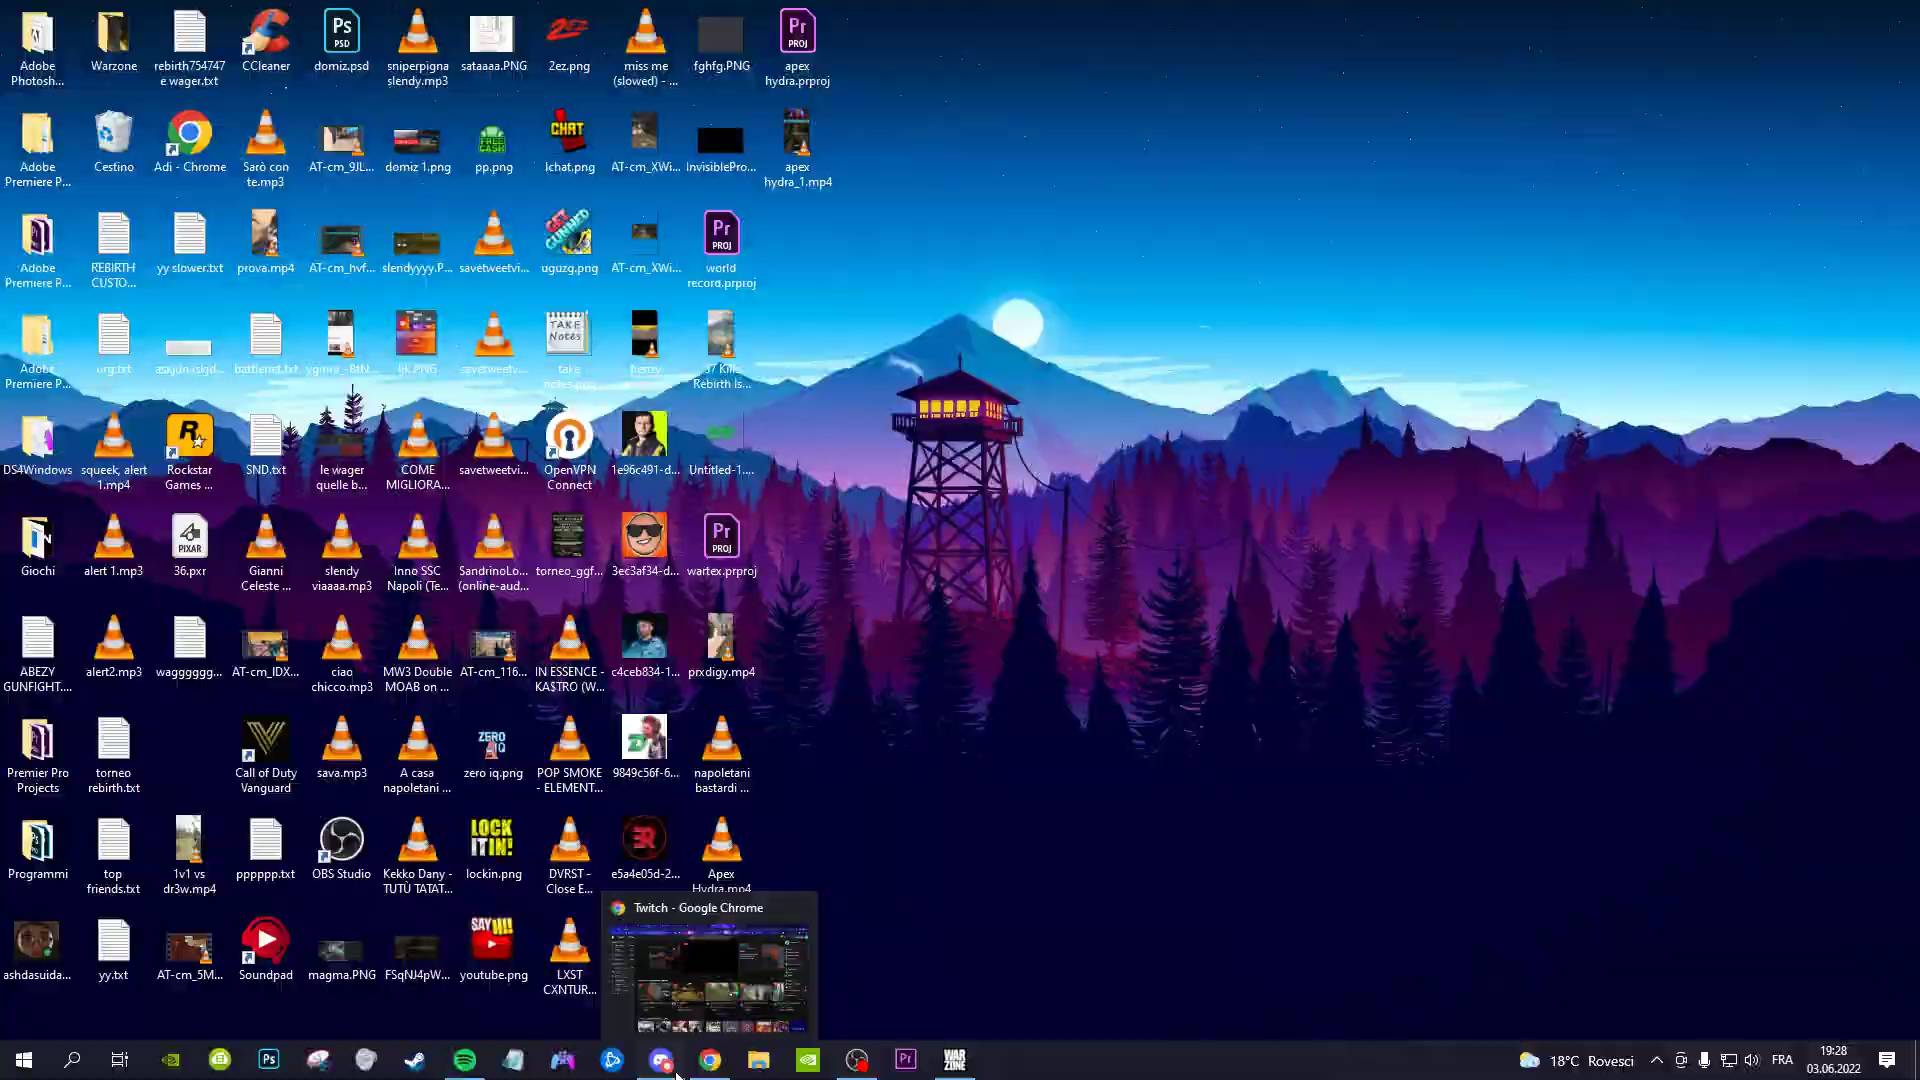 Adobe
Photosh...
Warzone
rebirth754747
e wager.txt
CCleaner
domiz.psd
sniperpigna
slendy.mp3
sataaaa.PNG
2ez.png
miss me
(slowed) - ...
fghfg.PNG
apex
hydra.prproj
Adobe
Premiere P...
Cestino
Adi - Chrome
Sarò con
te.mp3
AT-cm_9JL...
domiz 1.png
pp.png
lchat.png
AT-cm_XWi...
InvisiblePro...
apex
hydra_1.mp4
Adobe
Premiere P...
REBIRTH
CUSTO...
yy slower.txt
prova.mp4
AT-cm_hvf...
slendyyyy.P...
savetweetvi...
uguzg.png
AT-cm_XWi...
world
record.prproj
Adobe
Premiere P...
urg.txt
battlenet.txt
ljk.PNG
savetweetvi...
take
notes.png
henzy
Rebirth Is...
DS4Windows
squeek, alert
1.mp4
Rockstar
Games ...
SND.txt
le wager
quelle b...
COME
MIGLIORA...
savetweetvi...
OpenVPN
Connect
1e96c491-d...
Untitled-1....
Giochi
alert 1.mp3
36.pxr
Gianni
Celeste ...
slendy
viaaaa.mp3
Inno SSC
Napoli (Te...
SandrinoLo...
(online-aud...
torneo_ggf...
3ec3af34-d...
wartex.prproj
ABEZY
GUNFIGHT....
alert2.mp3
wagggggg...
AT-cm_IDX...
ciao
chicco.mp3
MW3 Double
MOAB on ...
AT-cm_116...
IN ESSENCE -
KA$TRO (W...
c4ceb834-1...
prxdigy.mp4
Premier Pro
Projects
torneo
rebirth.txt
Call of Duty
Vanguard
sava.mp3
A casa
napoletani ...
zero iq.png
POP SMOKE
- ELEMENT...
9849c56f-6...
napoletani
bastardi ...
Programmi
top
friends.txt
1v1 vs
dr3w.mp4
pppppp.txt
OBS Studio
Kekko Dany -
TUTÙ TATAT...
lockin.png
DVRST -
Close E...
e5a4e05d-2...
Apex
Hydra.mp4
Twitch - Google Chrome
ashdasuida...
yy.txt
AT-cm_5M...
Soundpad
magma.PNG
FSqNJ4pW...
youtube.png
LXST
CXNTUR...
18°C Rovesci
FRA
19:28
03.06.2022